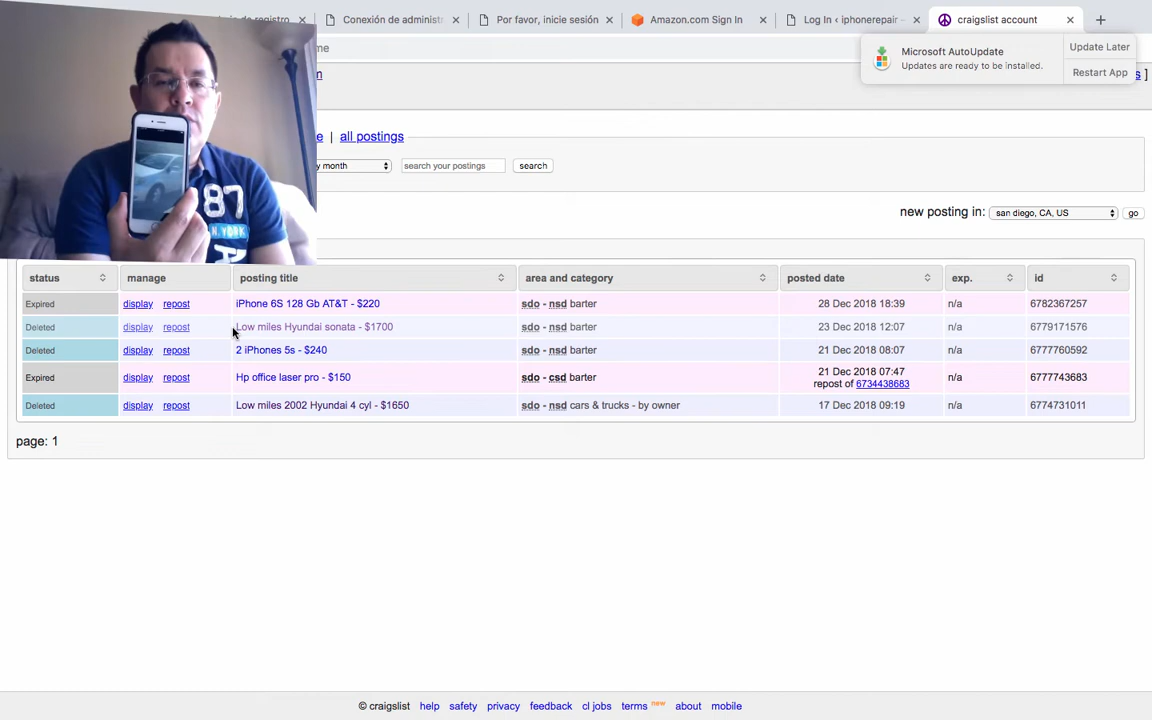 de registro
Conexión de administ
Por favor, inicie sesión
Amazon.com Sign In
Log In ‹ iphonerepair –
craigslist account
me
Microsoft AutoUpdate
Updates are ready to be installed.
Update Later
Restart App
n
s ]
e | all postings
y month
search your postings
search
new posting in:
san diego, CA, US
go
status manage posting title area and category posted date exp. id
Expired display repost iPhone 6S 128 Gb AT&T - $220 sdo - nsd barter 28 Dec 2018 18:39 n/a 6782367257
Deleted display repost Low miles Hyundai sonata - $1700 sdo - nsd barter 23 Dec 2018 12:07 n/a 6779171576
Deleted display repost 2 iPhones 5s - $240 sdo - nsd barter 21 Dec 2018 08:07 n/a 6777760592
Expired display repost Hp office laser pro - $150 sdo - csd barter 21 Dec 2018 07:47 n/a 6777743683
repost of 6734438683
Deleted display repost Low miles 2002 Hyundai 4 cyl - $1650 sdo - nsd cars & trucks - by owner 17 Dec 2018 09:19 n/a 6774731011
page: 1
87
N.YORK
© craigslist help safety privacy feedback cl jobs terms new about mobile